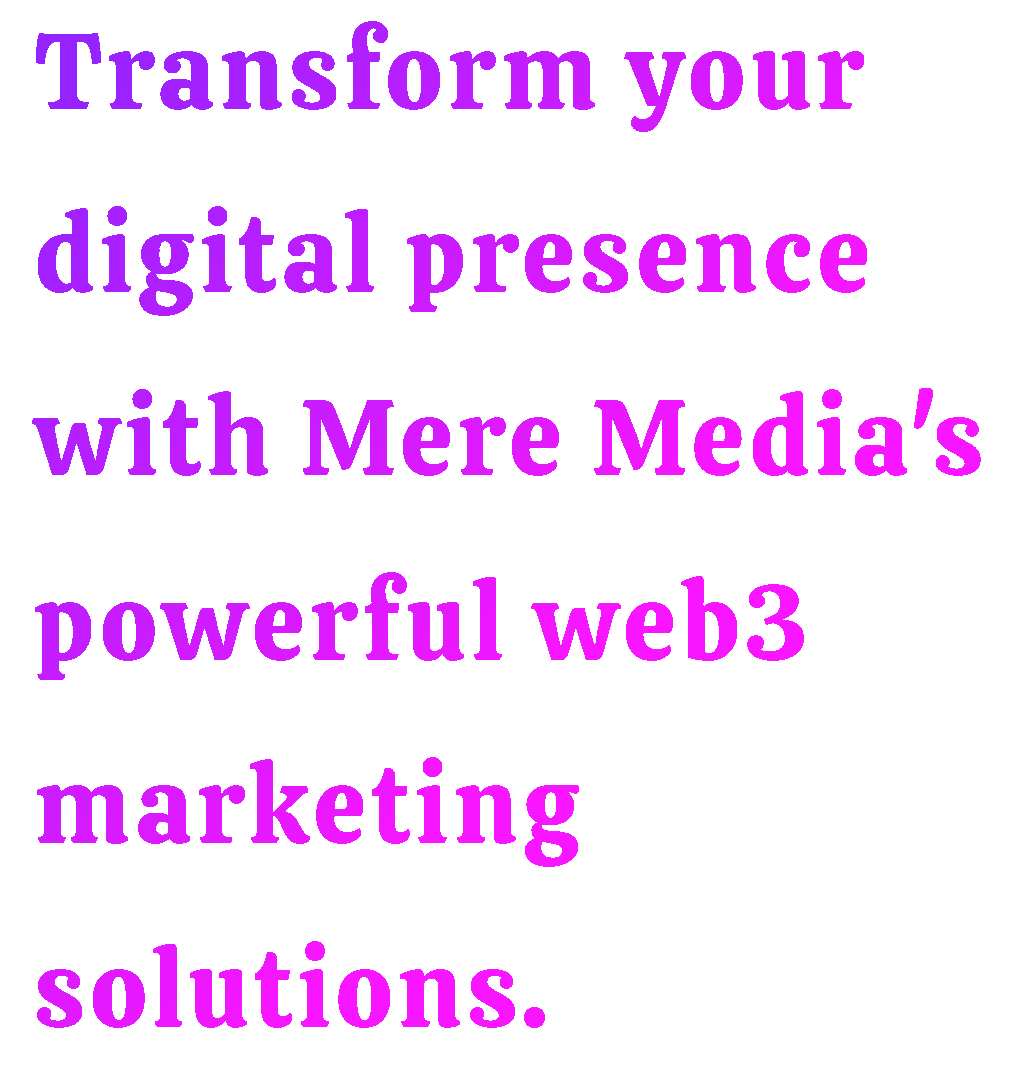 Transform your
digital presence
with Mere Media's
powerful web3
marketing
solutions.